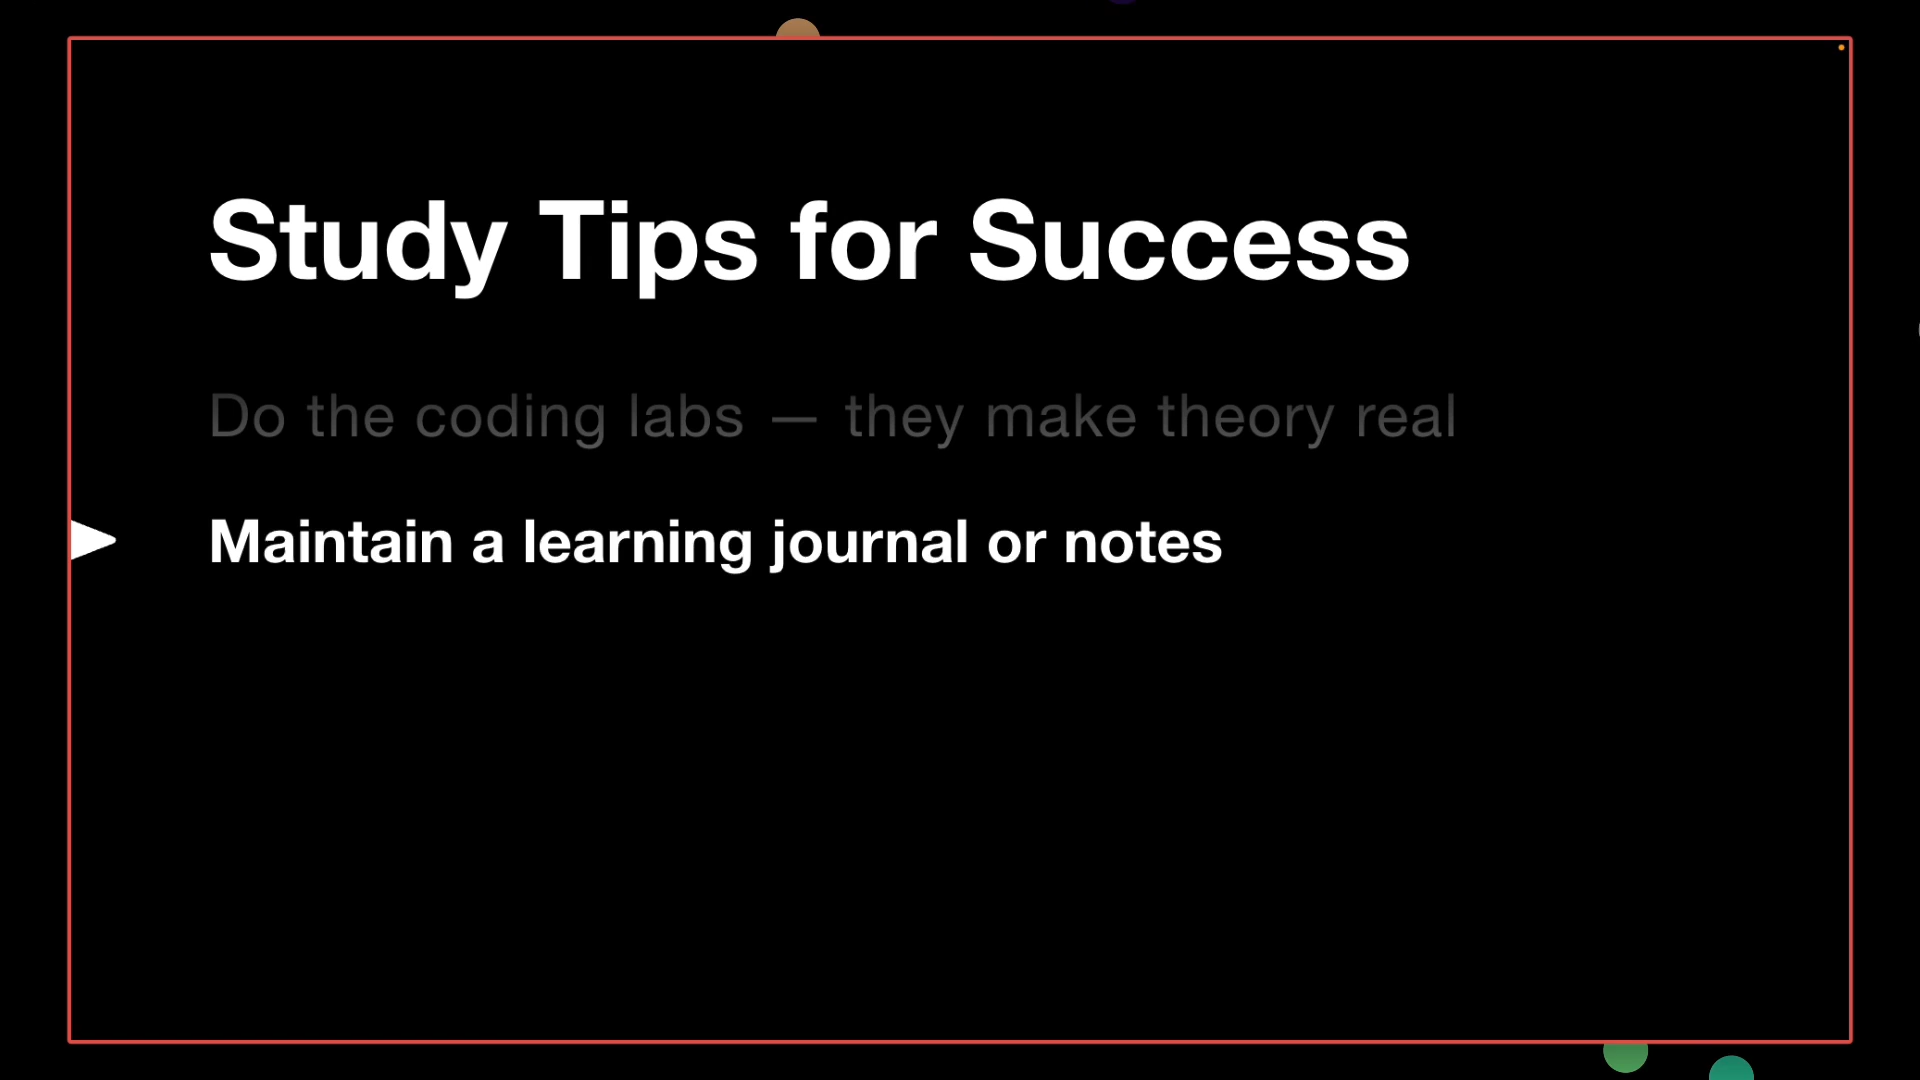 Study Tips for Success
Do the coding labs — they make theory real
Maintain a learning journal or notes